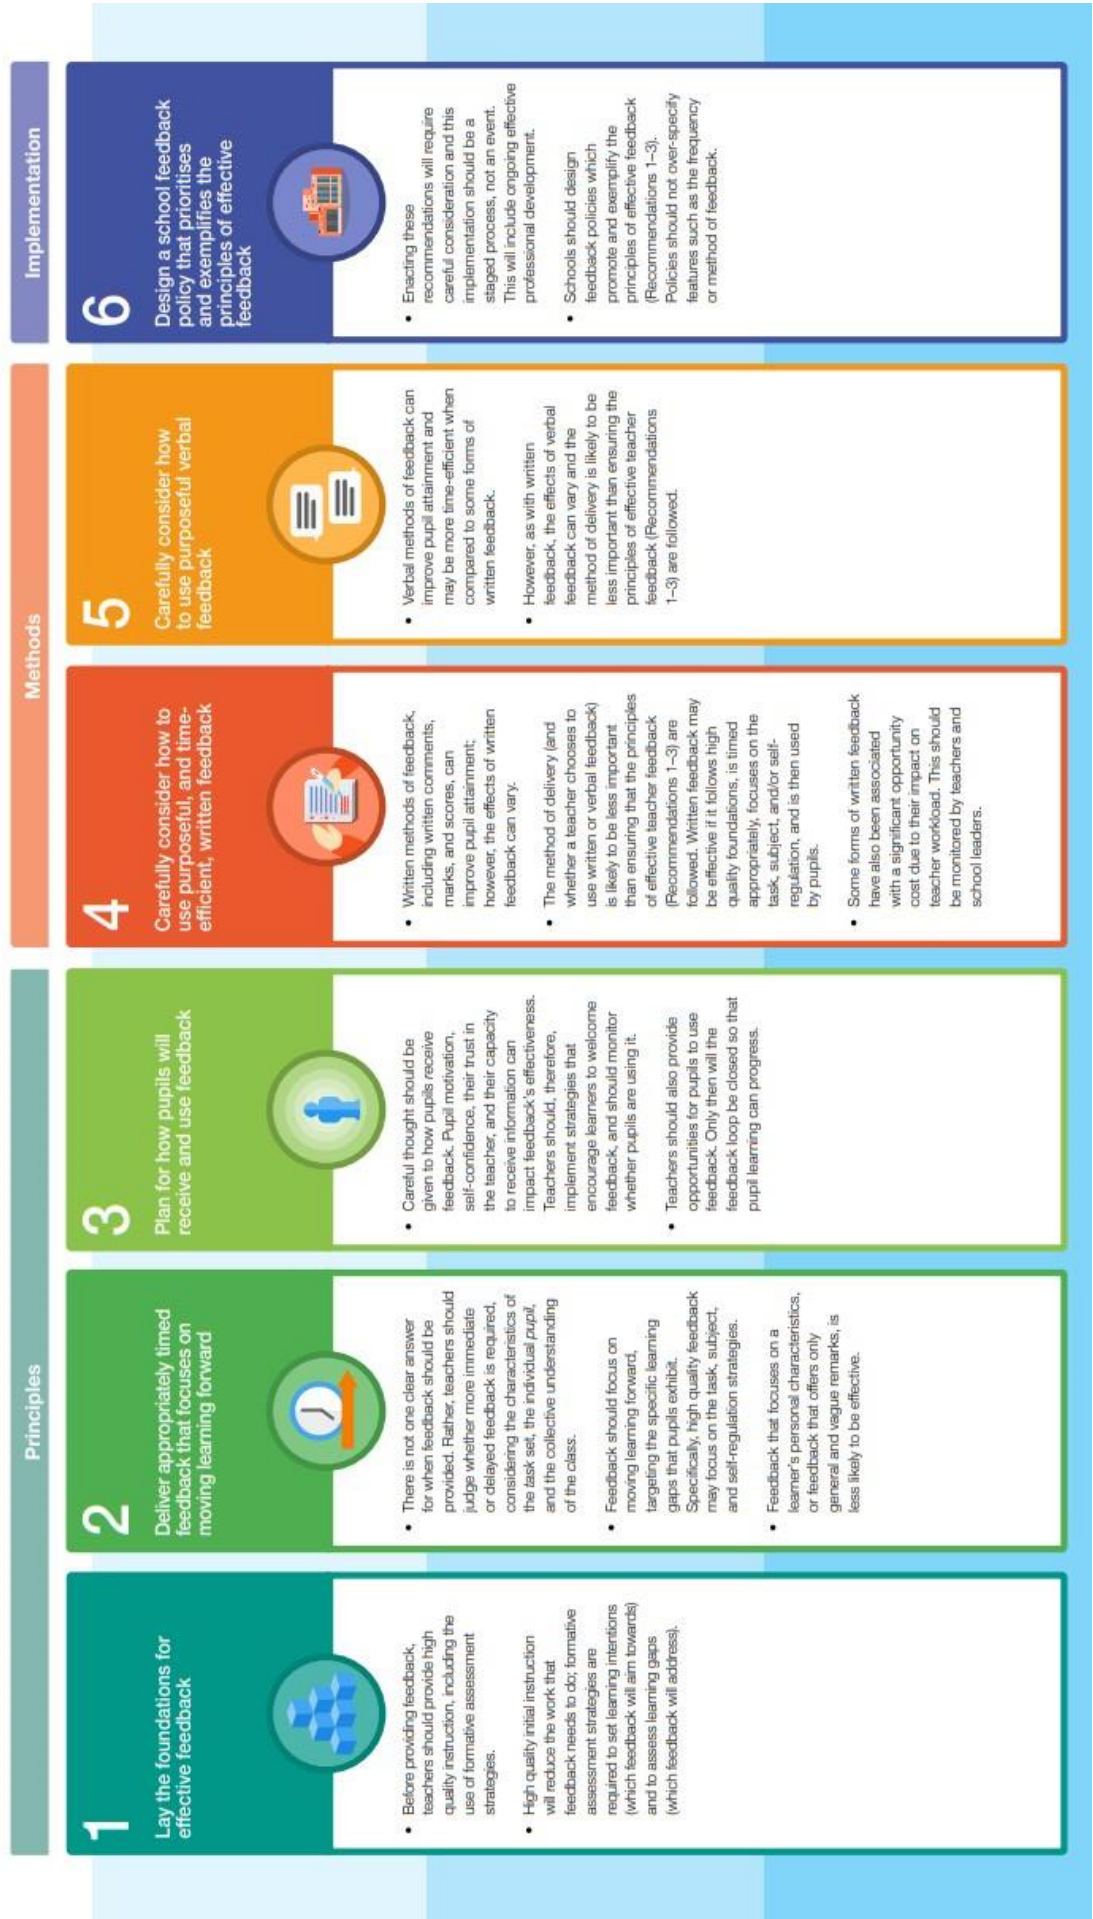 Principles
Methods
Implementation
1
Lay the foundations for
effective feedback
• Before providing feedback,
teachers should provide high
quality instruction, including the
use of formative assessment
strategies.
• High quality initial instruction
will reduce the work that
feedback needs to do; formative
assessment strategies are
required to set learning intentions
(which feedback will aim towards)
and to assess learning gaps
(which feedback will address).
2
Deliver appropriately timed
feedback that focuses on
moving learning forward
• There is not one clear answer
for when feedback should be
provided. Rather, teachers should
judge whether more immediate
or delayed feedback is required,
considering the characteristics of
the task set, the individual pupil,
and the collective understanding
of the class.
• Feedback should focus on
moving learning forward,
targeting the specific learning
gaps that pupils exhibit.
Specifically, high quality feedback
may focus on the task, subject,
and self-regulation strategies.
• Feedback that focuses on a
learner's personal characteristics,
or feedback that offers only
general and vague remarks, is
less likely to be effective.
3
Plan for how pupils will
receive and use feedback
• Careful thought should be
given to how pupils receive
feedback. Pupil motivation,
self-confidence, their trust in
the teacher, and their capacity
to receive information can
impact feedback's effectiveness.
Teachers should, therefore,
implement strategies that
encourage learners to welcome
feedback, and should monitor
whether pupils are using it.
• Teachers should also provide
opportunities for pupils to use
feedback. Only then will the
feedback loop be closed so that
pupil learning can progress.
4
Carefully consider how to
use purposeful, and time-
efficient, written feedback
• Written methods of feedback,
including written comments,
marks, and scores, can
improve pupil attainment;
however, the effects of written
feedback can vary.
• The method of delivery (and
whether a teacher chooses to
use written or verbal feedback)
is likely to be less important
than ensuring that the principles
of effective teacher feedback
(Recommendations 1–3) are
followed. Written feedback may
be effective if it follows high
quality foundations, is timed
appropriately, focuses on the
task, subject, and/or self-
regulation, and is then used
by pupils.
• Some forms of written feedback
have also been associated
with a significant opportunity
cost due to their impact on
teacher workload. This should
be monitored by teachers and
school leaders.
5
Carefully consider how
to use purposeful verbal
feedback
• Verbal methods of feedback can
improve pupil attainment and
may be more time-efficient when
compared to some forms of
written feedback.
• However, as with written
feedback, the effects of verbal
feedback can vary and the
method of delivery is likely to be
less important than ensuring the
principles of effective teacher
feedback (Recommendations
1–3) are followed.
6
Design a school feedback
policy that prioritises
and exemplifies the
principles of effective
feedback
• Enacting these
recommendations will require
careful consideration and this
implementation should be a
staged process, not an event.
This will include ongoing effective
professional development.
• Schools should design
feedback policies which
promote and exemplify the
principles of effective feedback
(Recommendations 1–3).
Policies should not over-specify
features such as the frequency
or method of feedback.